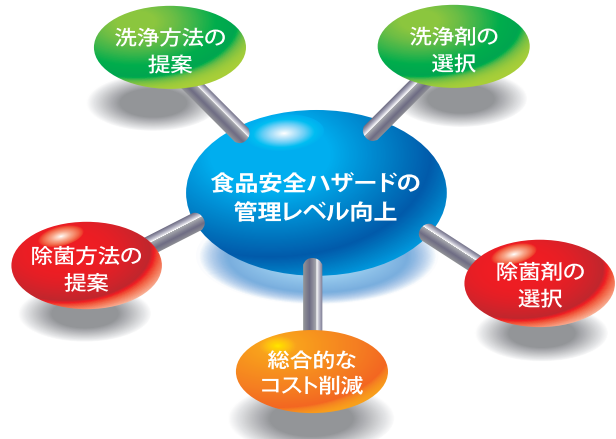 洗浄方法の
提案
洗浄剤の
選択
食品安全ハザードの
管理レベル向上
除菌方法の
提案
除菌剤の
選択
総合的な
コスト削減